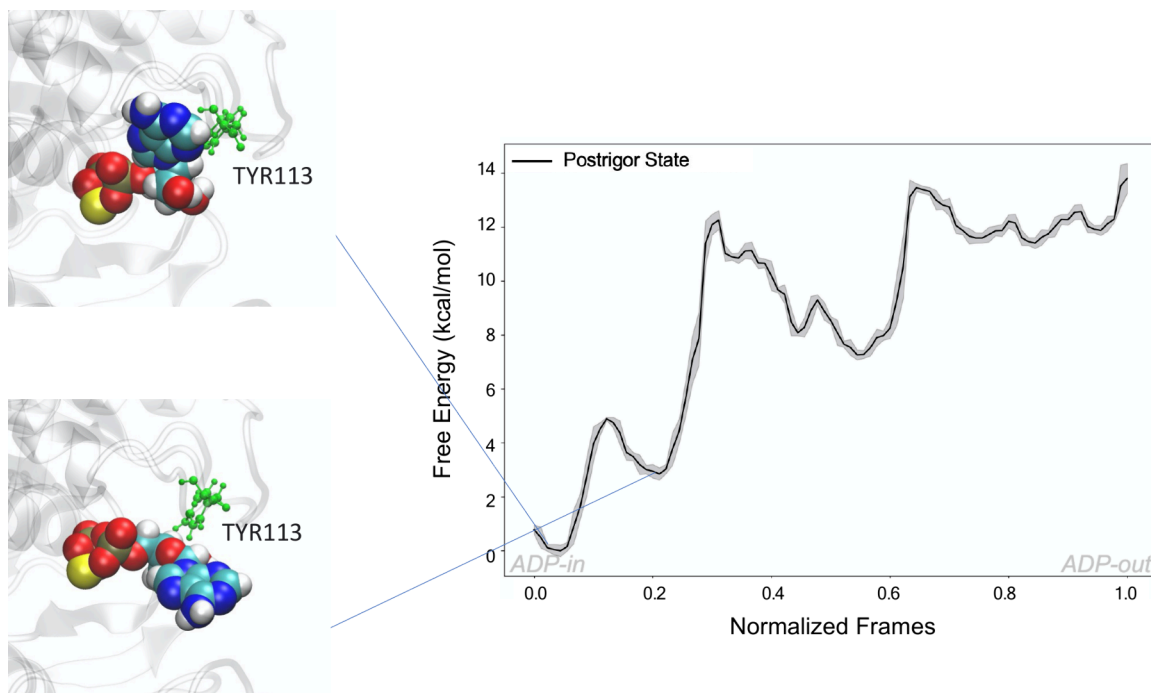 TYR113
TYR113
Postrigor State
Free Energy (kcal/mol)
14
12
10
8
6
4
2
0
ADP-in
ADP-out
0.0
0.2
0.4
0.6
0.8
1.0
Normalized Frames